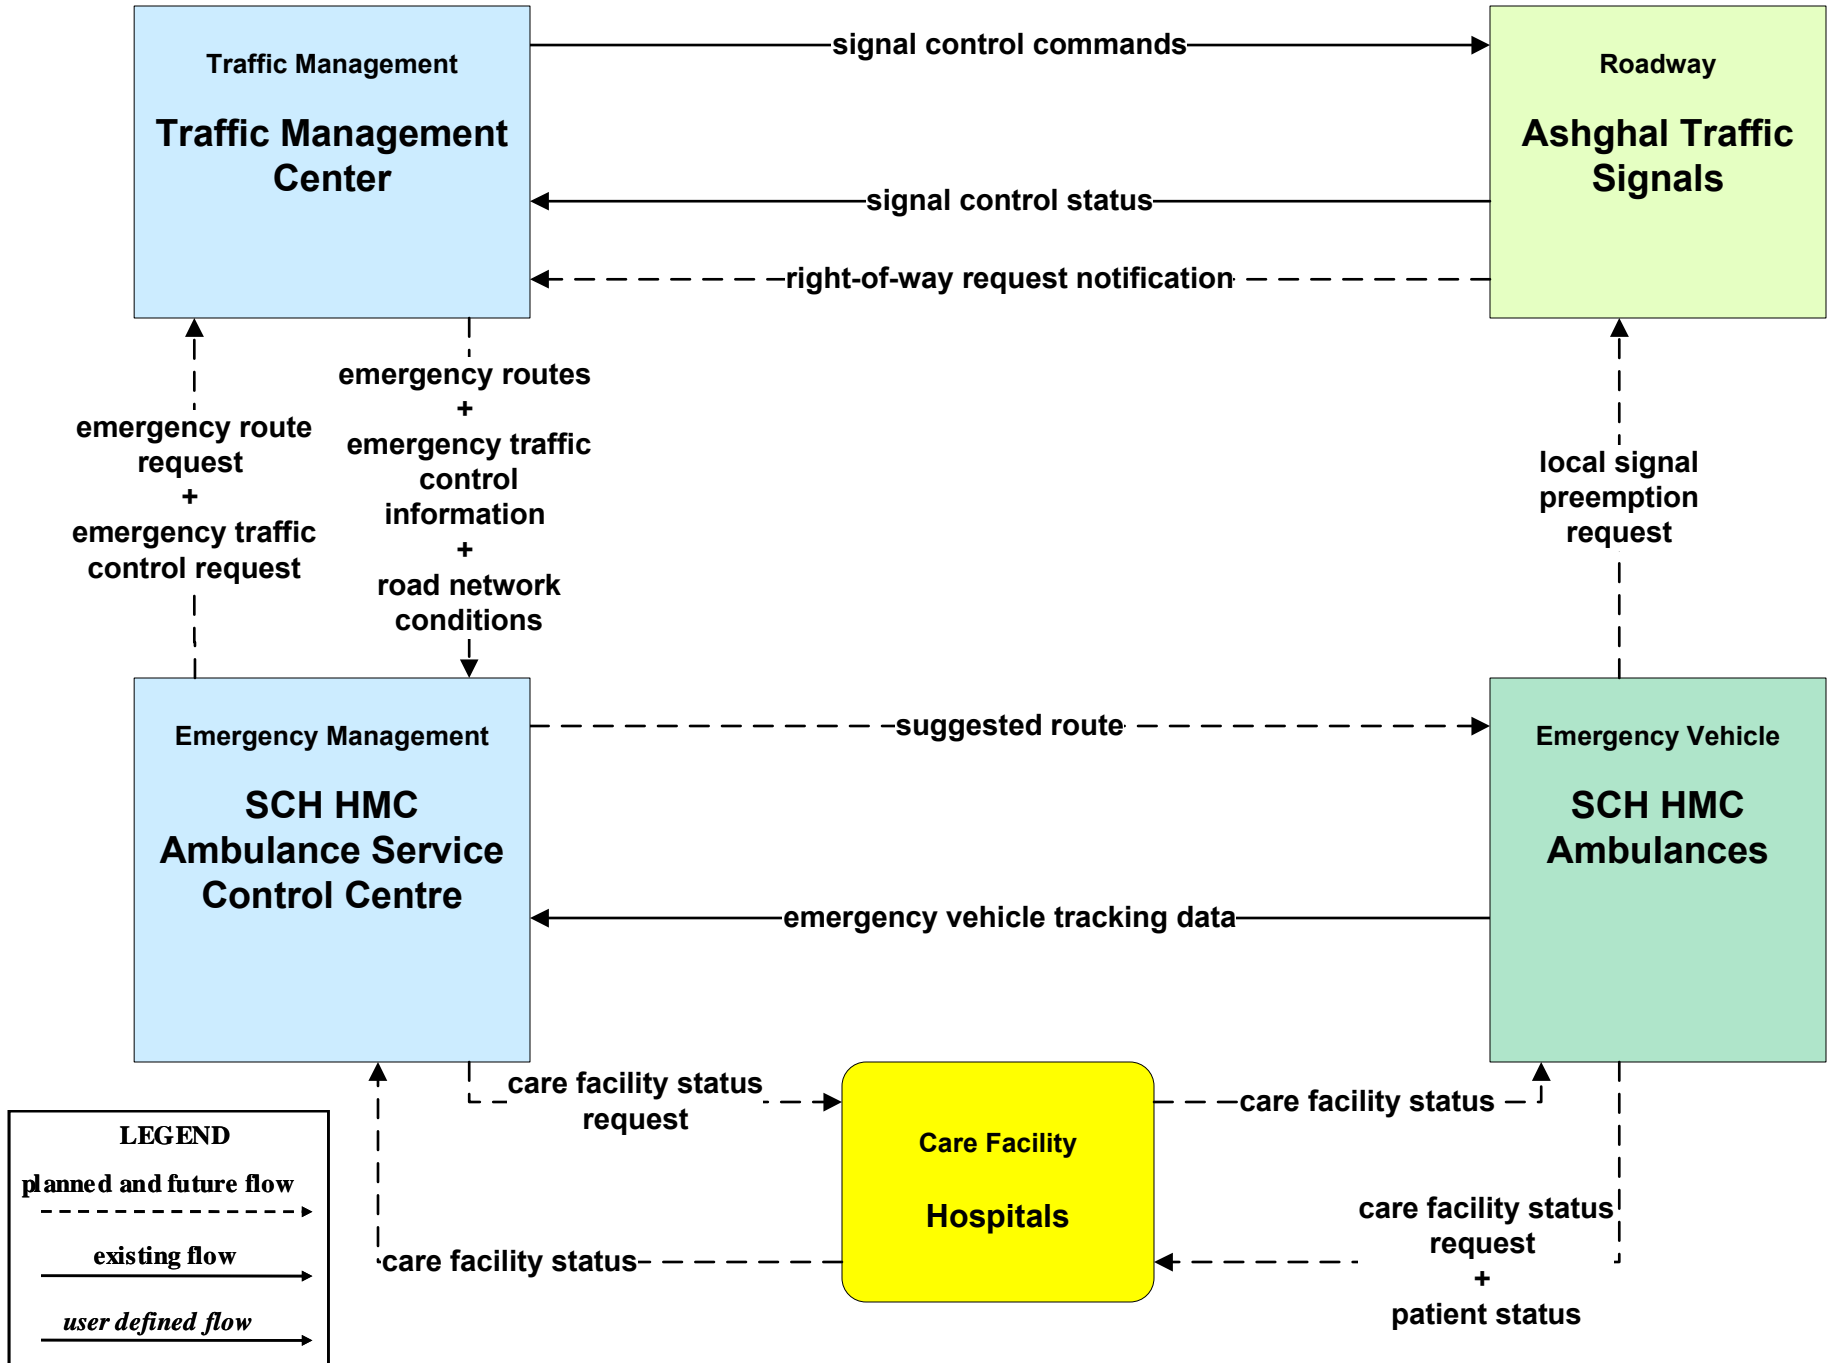 signal control commands
Traffic Management
Traffic Management
Center
Roadway
Ashghal Traffic
Signals
signal control status
right-of-way request notification
emergency route
request
+
emergency traffic
control request
emergency routes
+
emergency traffic
control
information
+
road network
conditions
local signal
preemption
request
Emergency Management
SCH HMC
Ambulance Service
Control Centre
suggested route
Emergency Vehicle
SCH HMC
Ambulances
emergency vehicle tracking data
care facility status
request
care facility status
Care Facility
Hospitals
care facility status
care facility status
request
+
patient status
LEGEND
planned and future flow
existing flow
user defined flow